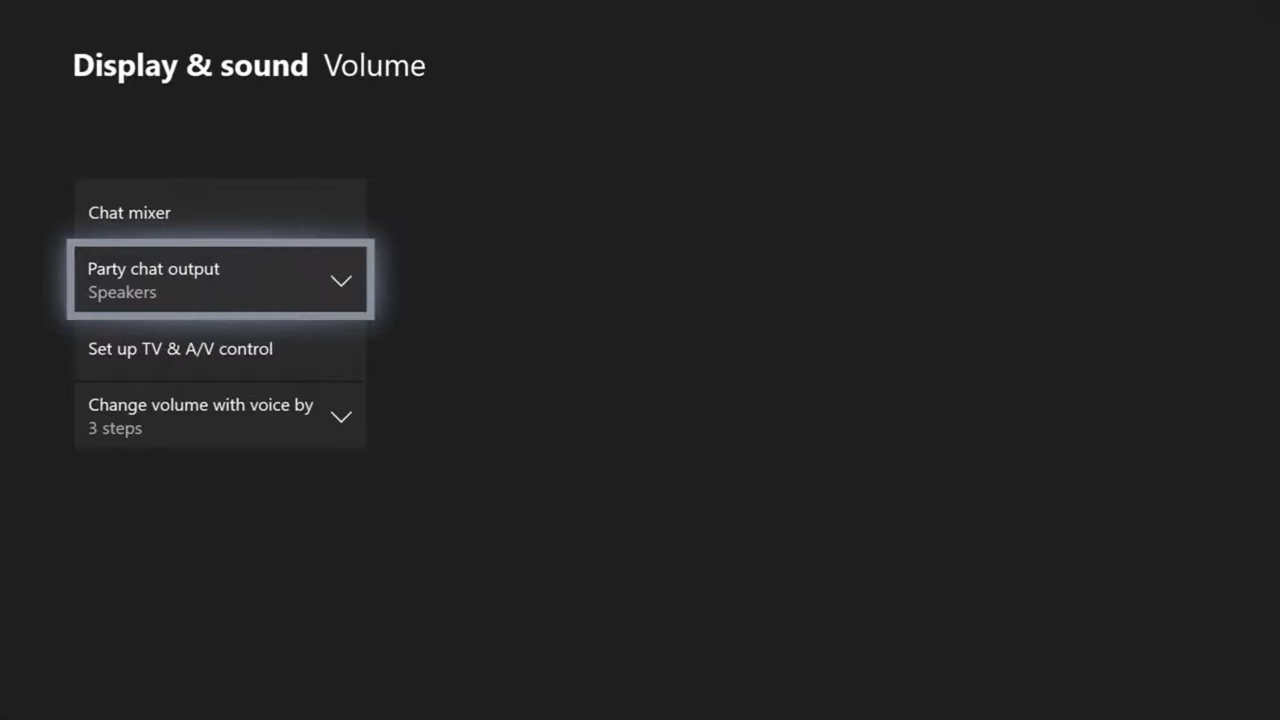 Display & sound Volume
Chat mixer
Party chat output
Speakers
Set up TV & A/V control
Change volume with voice by
3 steps